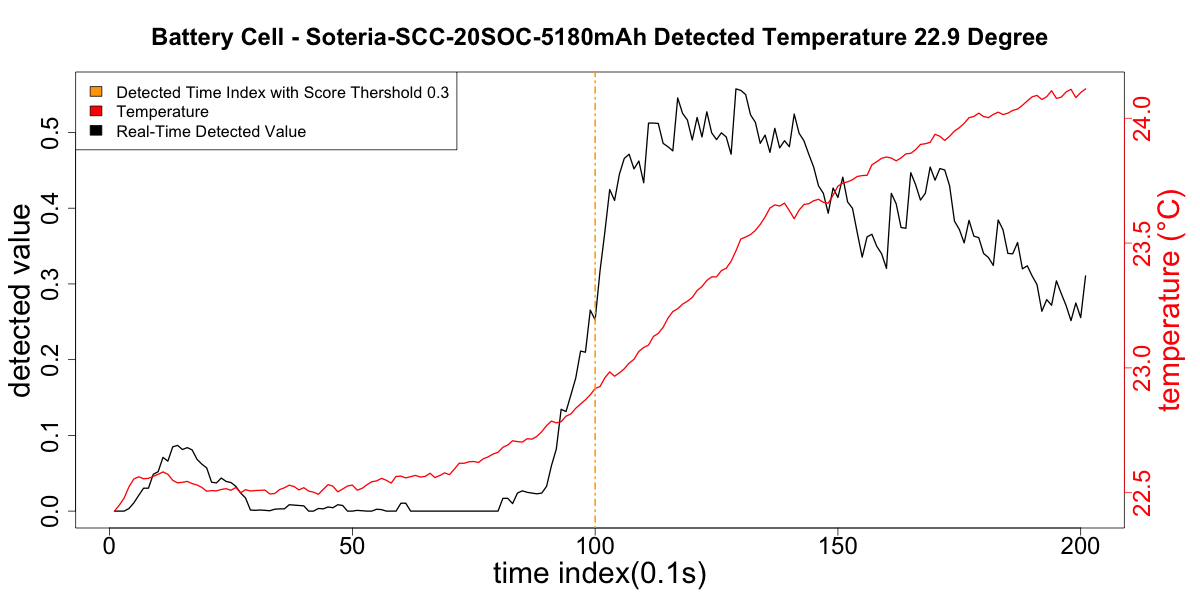 Battery Cell - Soteria-SCC-20SOC-5180mAh Detected Temperature 22.9 Degree
Detected Time Index with Score Thershold 0.3
Temperature
Real-Time Detected Value
detected value
0.0 0.1 0.2 0.3 0.4 0.5
22.5 23.0 23.5 24.0
temperature (°C)
0 50 100 150 200
time index(0.1s)